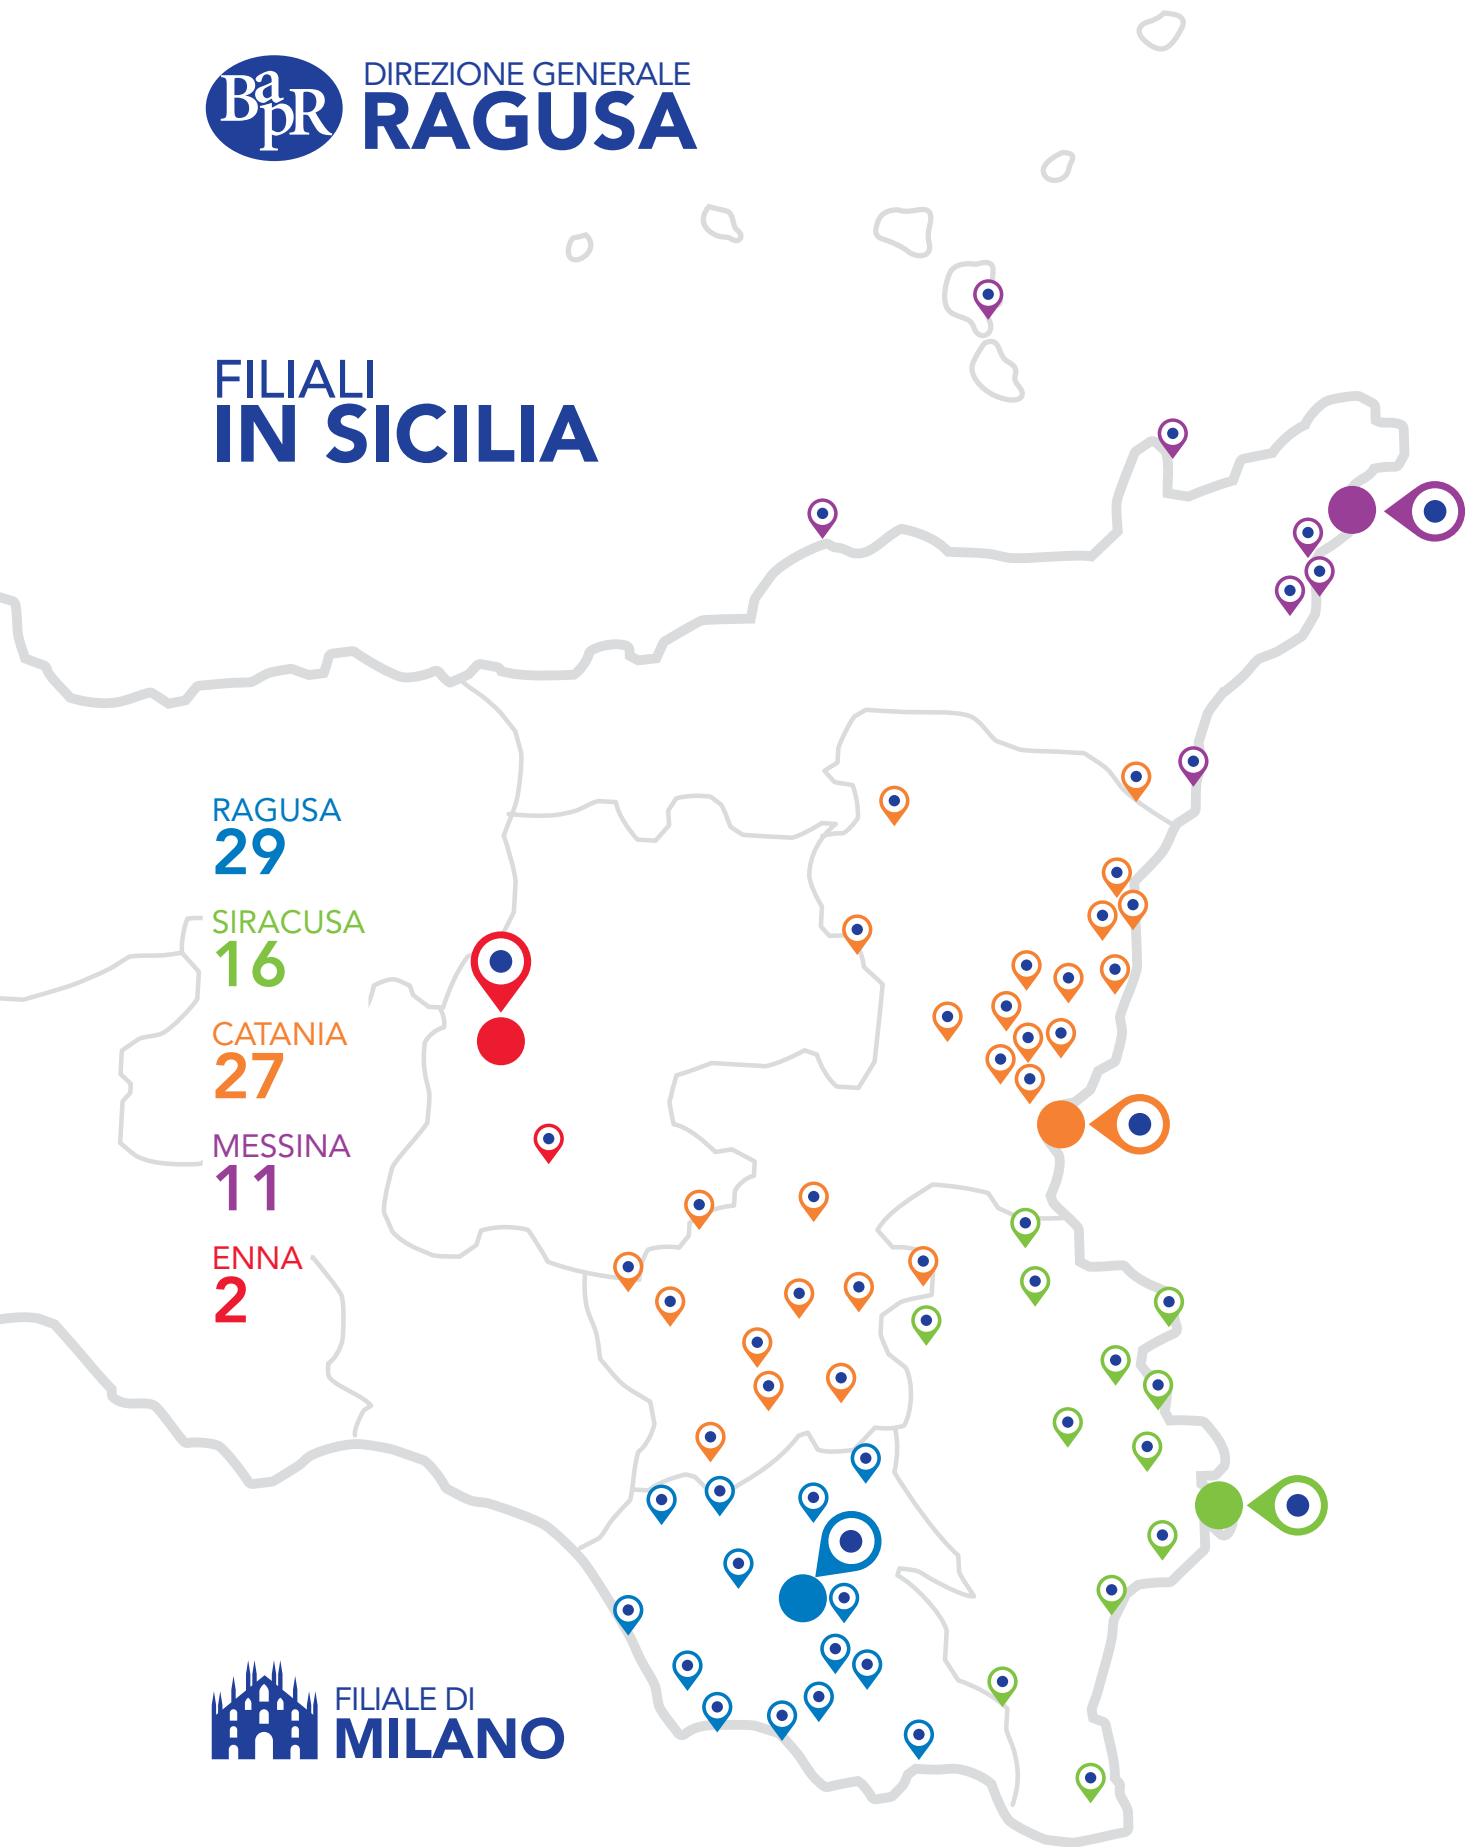 BapR
DIREZIONE GENERALE
RAGUSA
FILIALI
IN SICILIA
RAGUSA
29
SIRACUSA
16
CATANIA
27
MESSINA
11
ENNA
2
FILIALE DI
MILANO